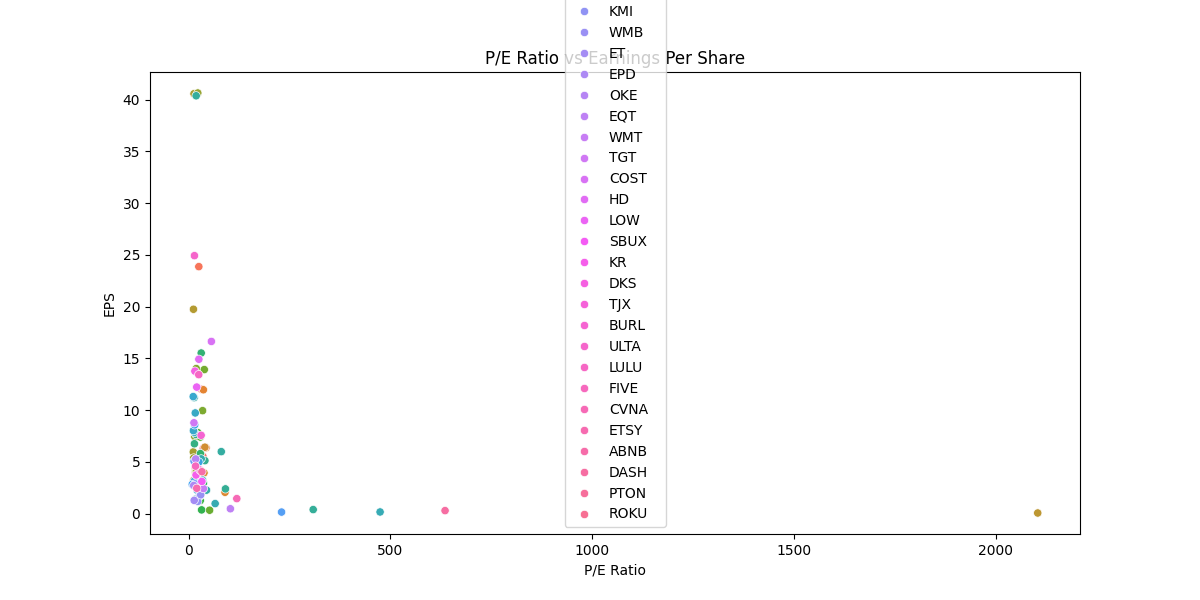 KMI
WMB
ET
EPD
OKE
EQT
WMT
TGT
COST
HD
LOW
SBUX
KR
DKS
TJX
BURL
ULTA
LULU
FIVE
CVNA
ETSY
ABNB
DASH
PTON
ROKU
P/E Ratio vs Earnings Per Share
EPS
40
35
30
25
20
15
10
5
0
0 500 1000 1500 2000
P/E Ratio